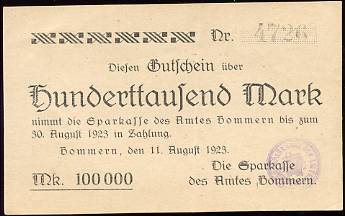 Nr. 4726
Diesen Gutschein über
Hunderttausend Mark
nimmt die Sparkasse des Amtes Bommern bis zum
30. August 1923 in Zahlung.
Bommern, den 11. August 1923.
Die Sparkasse
Mk. 100000 des Amtes Bommern.